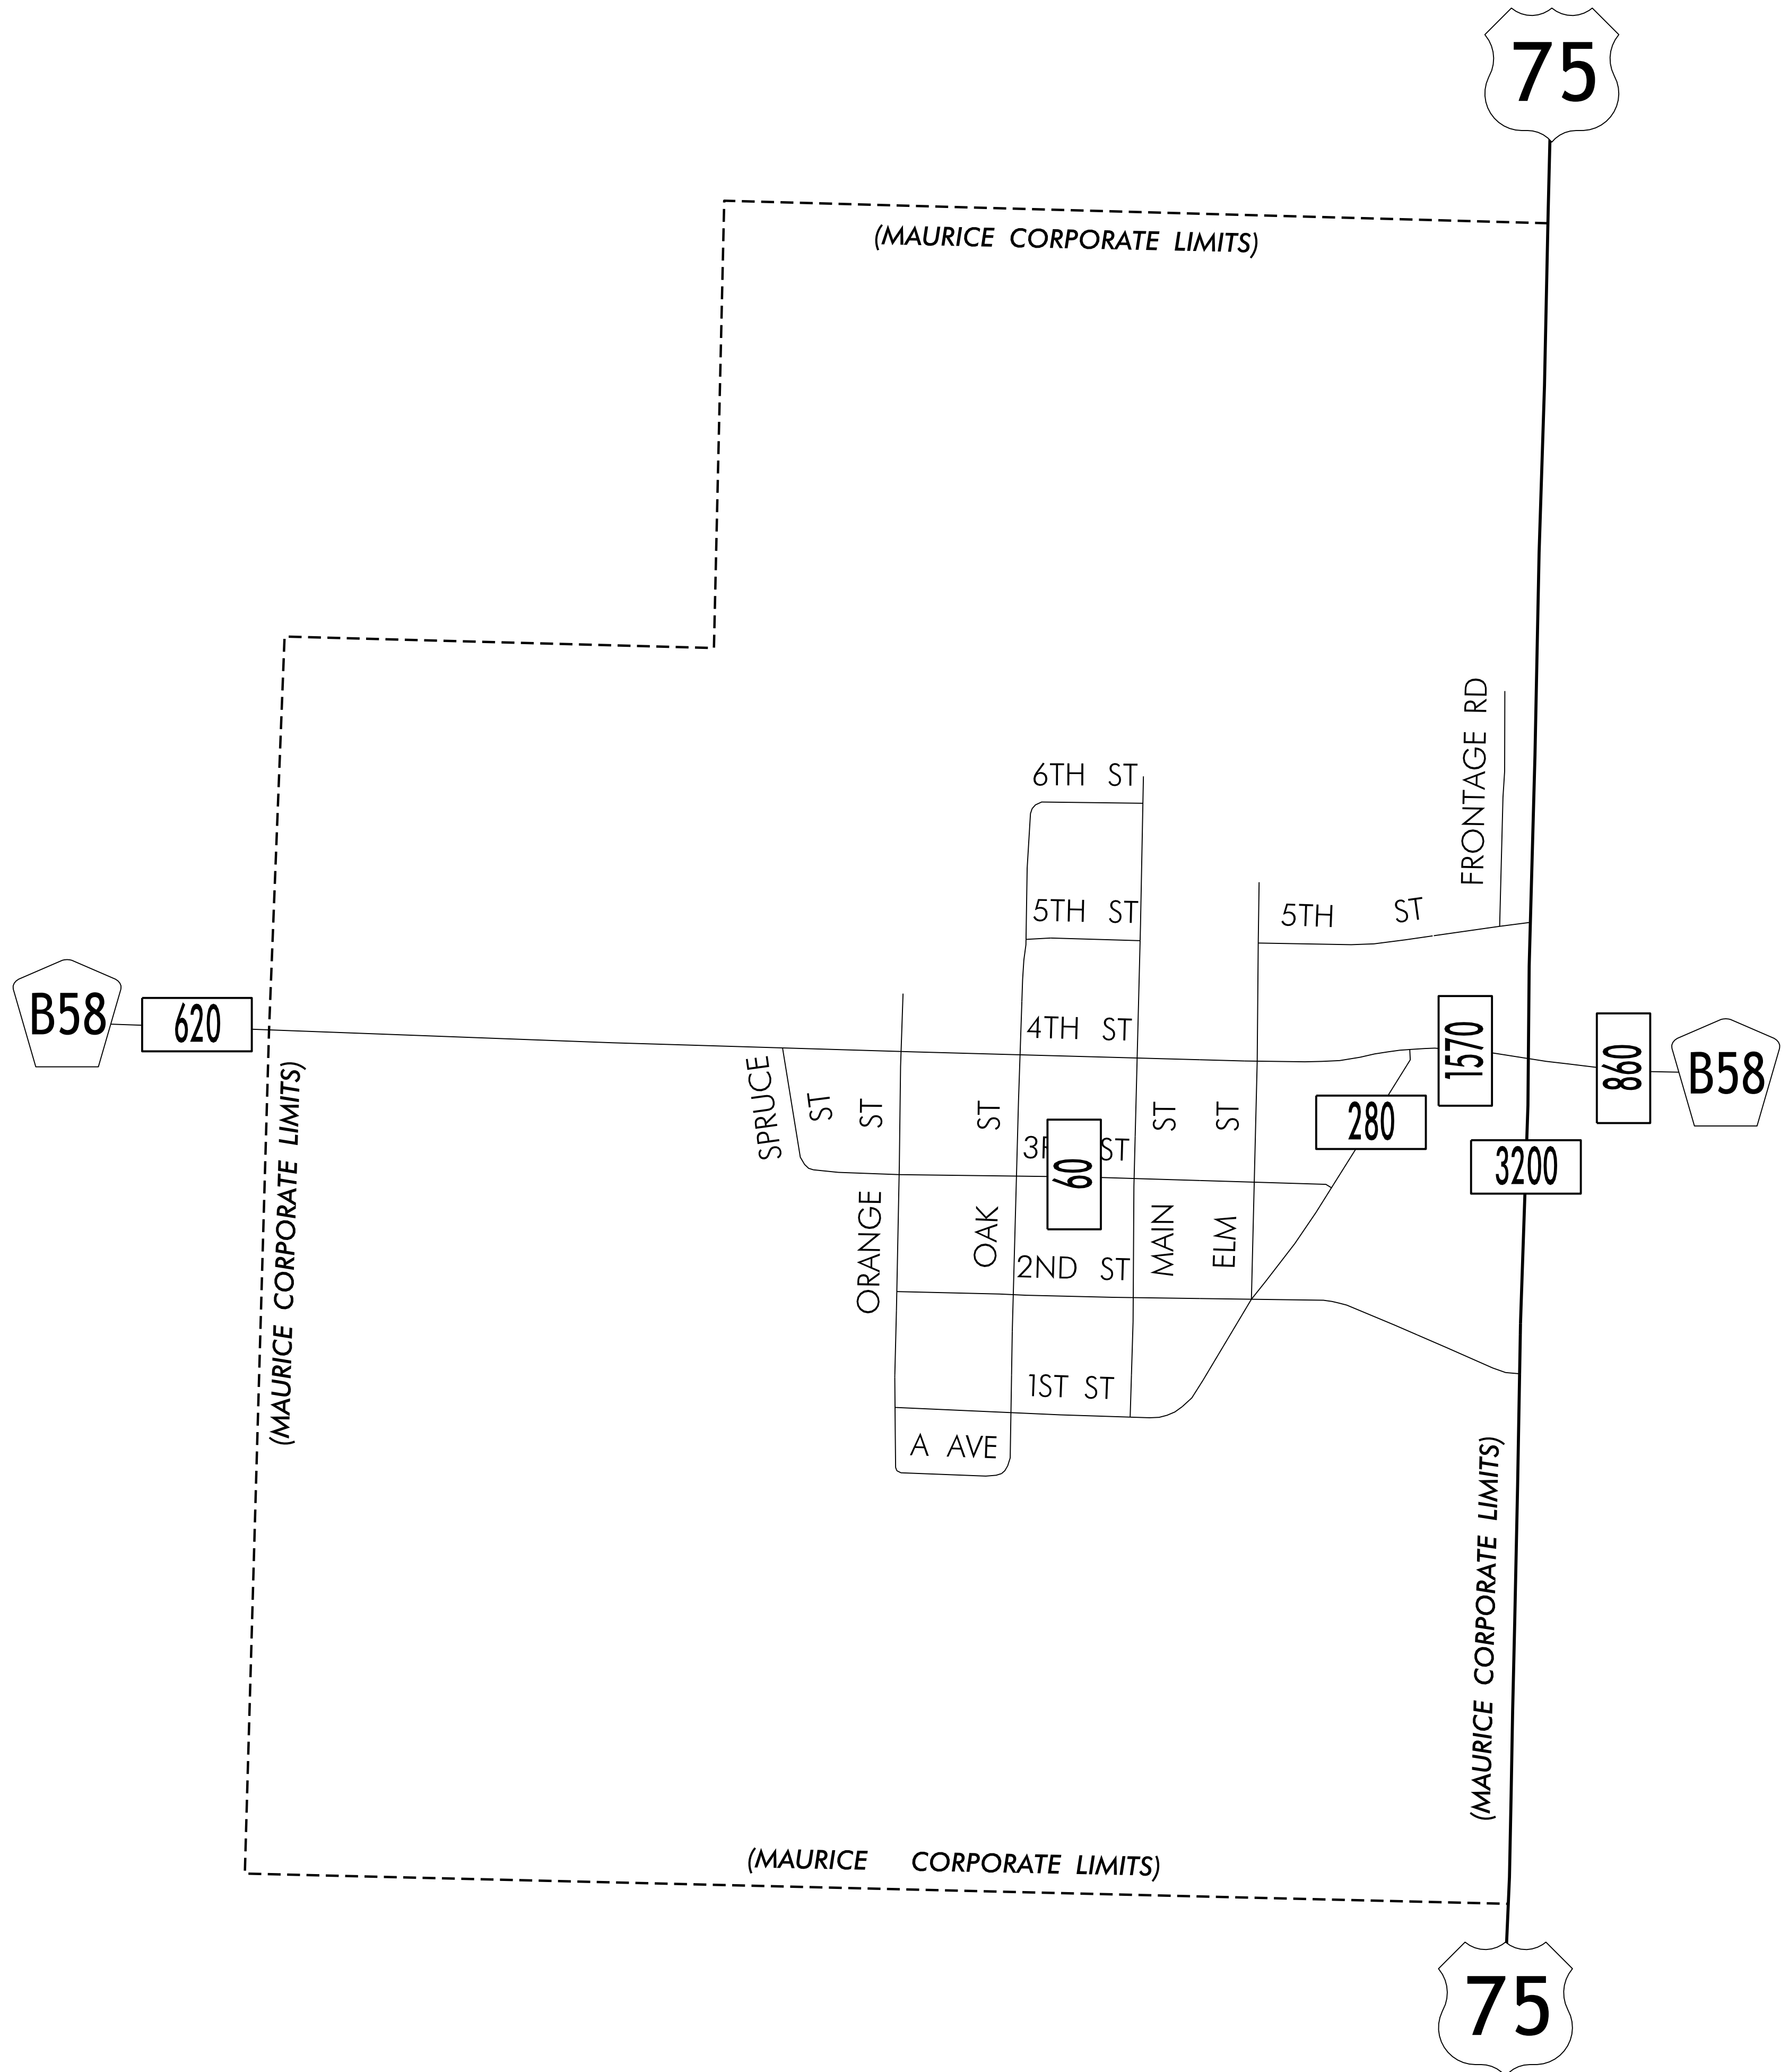 75
(MAURICE CORPORATE LIMITS)
FRONTAGE RD
6TH ST
5TH ST
5TH ST
B58
620
4TH ST
1570
860
B58
SPRUCE ST
ORANGE ST
OAK ST
ST
60
MAIN ST
ELM ST
280
3200
(MAURICE CORPORATE LIMITS)
2ND ST
1ST ST
A AVE
(MAURICE CORPORATE LIMITS)
(MAURICE CORPORATE LIMITS)
75